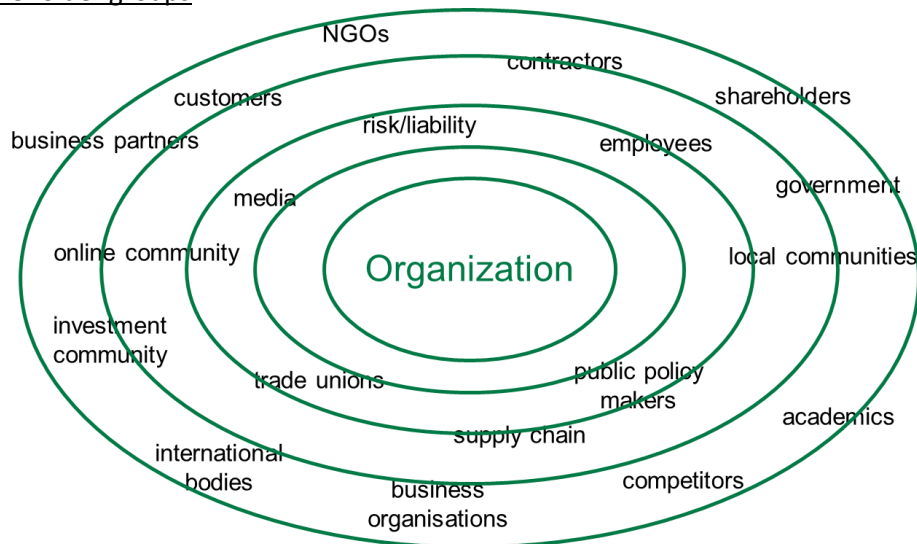 NGOs
contractors
customers
shareholders
risk/liability
business partners
employees
government
media
online community
local communities
Organization
investment
community
trade unions
public policy
makers
academics
supply chain
international
bodies
competitors
business
organisations